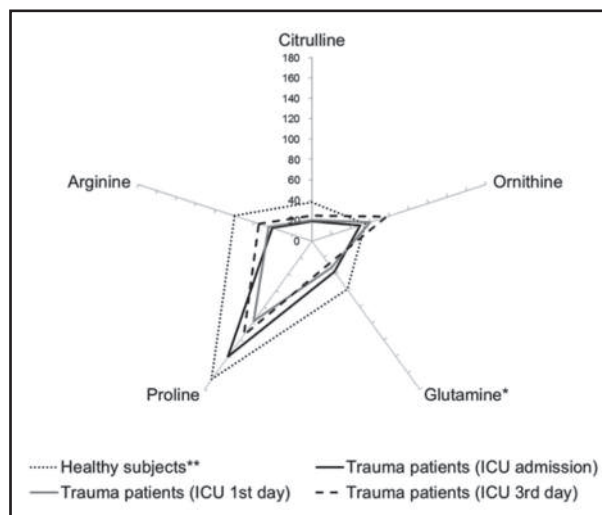 Citrulline
180
160
140
120
100
80
60
40
20
0
Arginine
Ornithine
Proline
Glutamine*
Healthy subjects**
Trauma patients (ICU admission)
Trauma patients (ICU 1st day)
Trauma patients (ICU 3rd day)